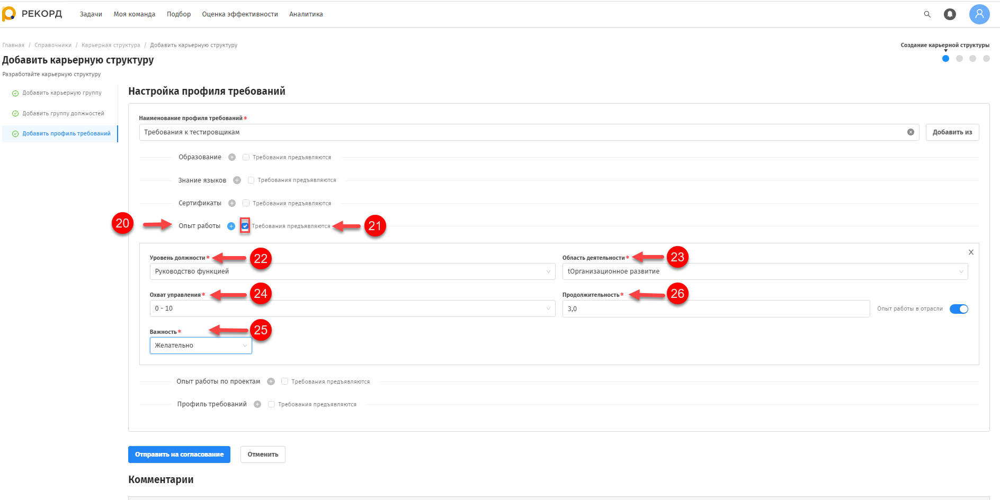 РЕКОРД Задачи Моя команда Подбор Оценка эффективности Аналитика
Главная / Справочники / Карьерная структура / Добавить карьерную структуру
Создание карьерной структуры
Добавить карьерную структуру
Разработайте карьерную структуру
Добавить карьерную группу
Добавить группу должностей
Добавить профиль требований
Настройка профиля требований
Наименование профиля требований *
Требования к тестировщикам
Добавить из
Образование Требования предъявляются
Знание языков Требования предъявляются
Сертификаты Требования предъявляются
20 Опыт работы Требования предъявляются 21
Уровень должности * 22
Руководство функцией
Область деятельности * 23
tОрганизационное развитие
Охват управления * 24
0 - 10
Продолжительность * 26
3,0 Опыт работы в отрасли
Важность * 25
Желательно
Опыт работы по проектам Требования предъявляются
Профиль требований Требования предъявляются
Отправить на согласование Отменить
Комментарии